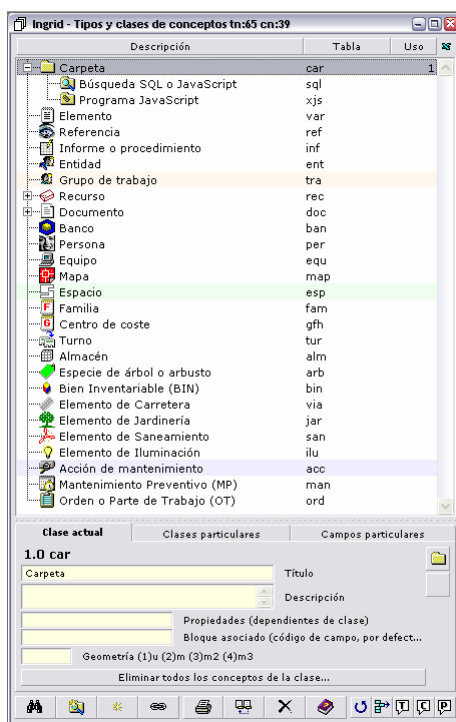 Ingrid - Tipos y clases de conceptos tn:65 cn:39
Descripción Tabla Uso
Carpeta car 1
Búsqueda SQL o JavaScript sql
Programa JavaScript xjs
Elemento var
Referencia ref
Informe o procedimiento inf
Entidad ent
Grupo de trabajo tra
Recurso rec
Documento doc
Banco ban
Persona per
Equipo equ
Mapa map
Espacio esp
Familia fam
Centro de coste gfh
Turno tur
Almacén alm
Especie de árbol o arbusto arb
Bien Inventariable (BIN) bin
Elemento de Carretera via
Elemento de Jardinería jar
Elemento de Saneamiento san
Elemento de Iluminación ilu
Acción de mantenimiento acc
Mantenimiento Preventivo (MP) man
Orden o Parte de Trabajo (OT) ord
Clase actual Clases particulares Campos particulares
1.0 car
Carpeta Título
Descripción
Propiedades (dependientes de clase)
Bloque asociado (código de campo, por defect...
Geometría (1)u (2)m (3)m2 (4)m3
Eliminar todos los conceptos de la clase...
T C P